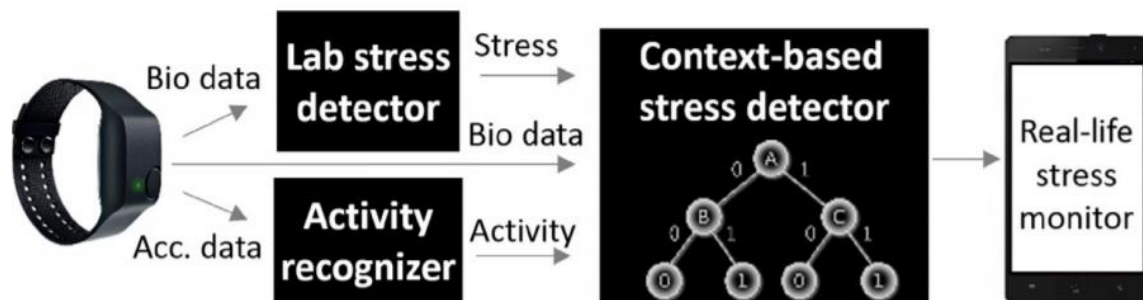 Bio data
Acc. data
Lab stress
detector
Activity
recognizer
Stress
Bio data
Activity
Context-based
stress detector
A
0 1
B C
0 1 0 1
0 1 0 1
Real-life
stress
monitor